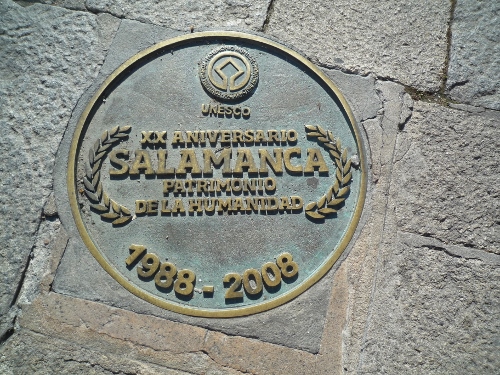 UNESCO
XX ANIVERSARIO
SALAMANCA
PATRIMONIO
DE LA HUMANIDAD
1988-2008